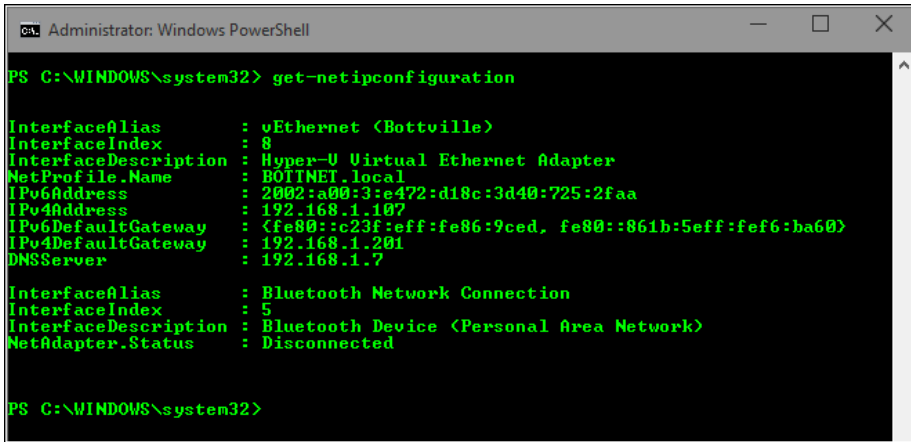 Administrator: Windows PowerShell
PS C:\WINDOWS\system32> get-netipconfiguration
InterfaceAlias : vEthernet (Bottville)
InterfaceIndex : 8
InterfaceDescription : Hyper-V Virtual Ethernet Adapter
NetProfile.Name : BOTTNET.local
IPv6Address : 2002:a00:3:e472:d18c:3d40:725:2faa
IPv4Address : 192.168.1.107
IPv6DefaultGateway : {fe80::c23f:eff:fe86:9ced, fe80::861b:5eff:fef6:ba60}
IPv4DefaultGateway : 192.168.1.201
DNSServer : 192.168.1.7
InterfaceAlias : Bluetooth Network Connection
InterfaceIndex : 5
InterfaceDescription : Bluetooth Device (Personal Area Network)
NetAdapter.Status : Disconnected
PS C:\WINDOWS\system32>